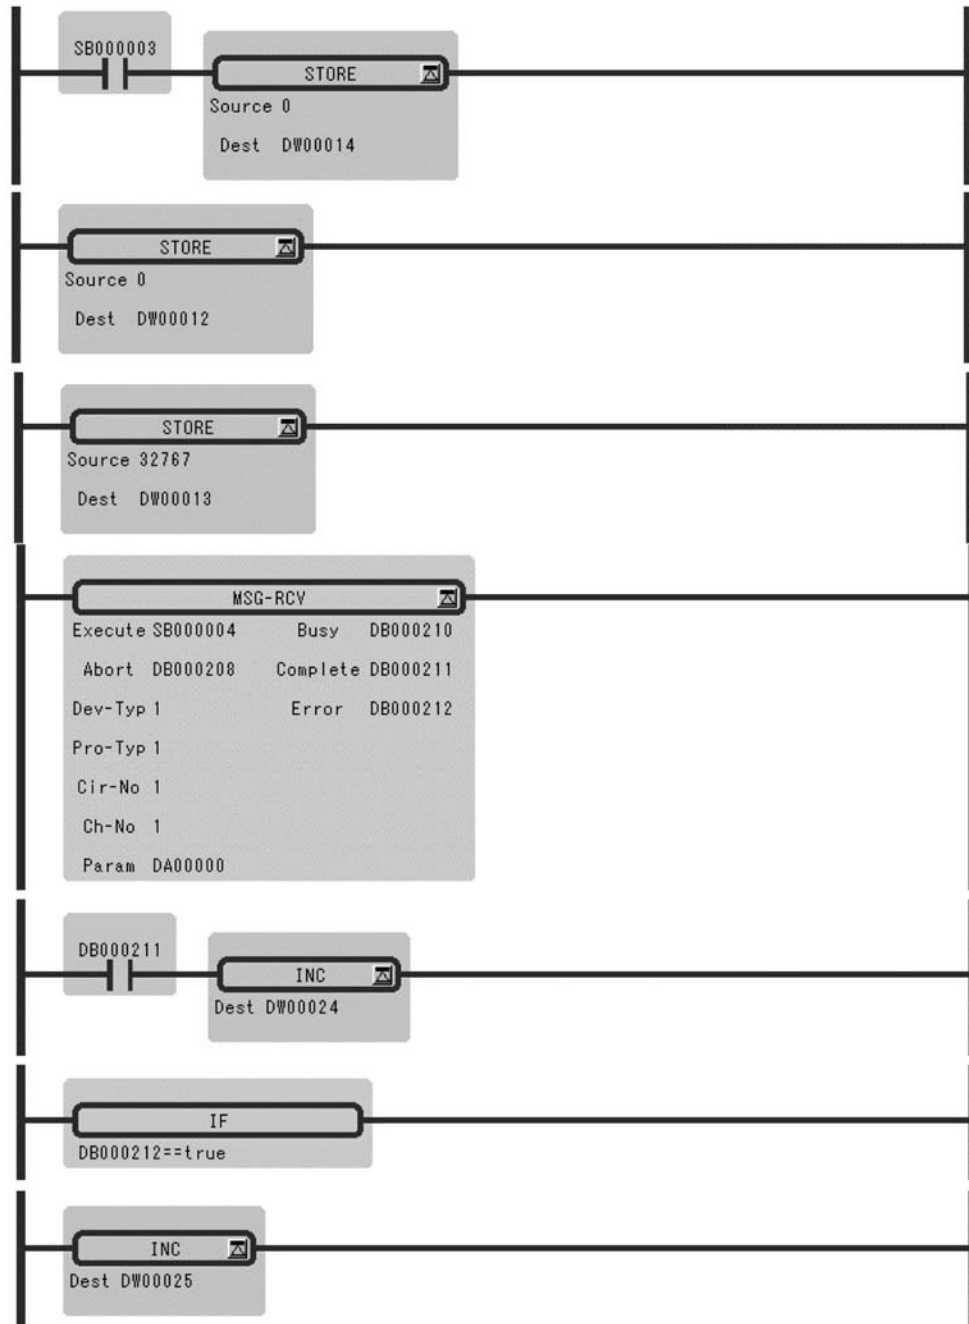 SB000003
STORE
Source 0
Dest DW00014
STORE
Source 0
Dest DW00012
STORE
Source 32767
Dest DW00013
MSG-RCV
Execute SB000004 Busy DB000210
Abort DB000208 Complete DB000211
Dev-Typ 1 Error DB000212
Pro-Typ 1
Cir-No 1
Ch-No 1
Param DA00000
DB000211
INC
Dest DW00024
IF
DB000212==true
INC
Dest DW00025